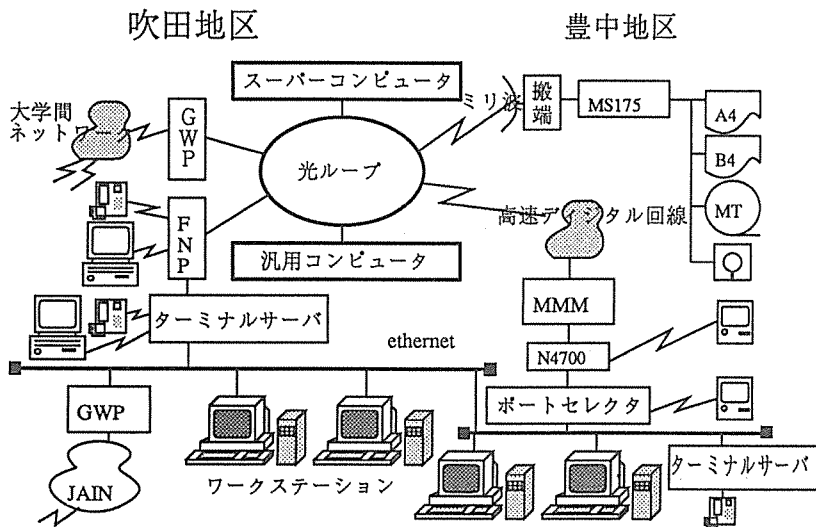 吹田地区
豊中地区
スーパーコンピュータ
ミリ波
搬端
MS175
A4
B4
MT
大学間
ネットワーク
GWP
光ループ
FNP
高速ディジタル回線
汎用コンピュータ
MMM
ターミナルサーバ
ethernet
N4700
GWP
ポートセレクタ
JAIN
ワークステーション
ターミナルサーバ